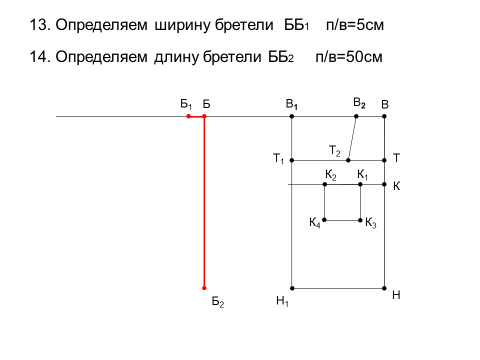 13. Определяем ширину бретели ББ₁ п/в=5см
14. Определяем длину бретели ББ₂ п/в=50см
Б₁ Б В₁ В₂ В
Т₁ Т₂ Т
К₂ К₁ К
К₄ К₃
Б₂ Н₁ Н